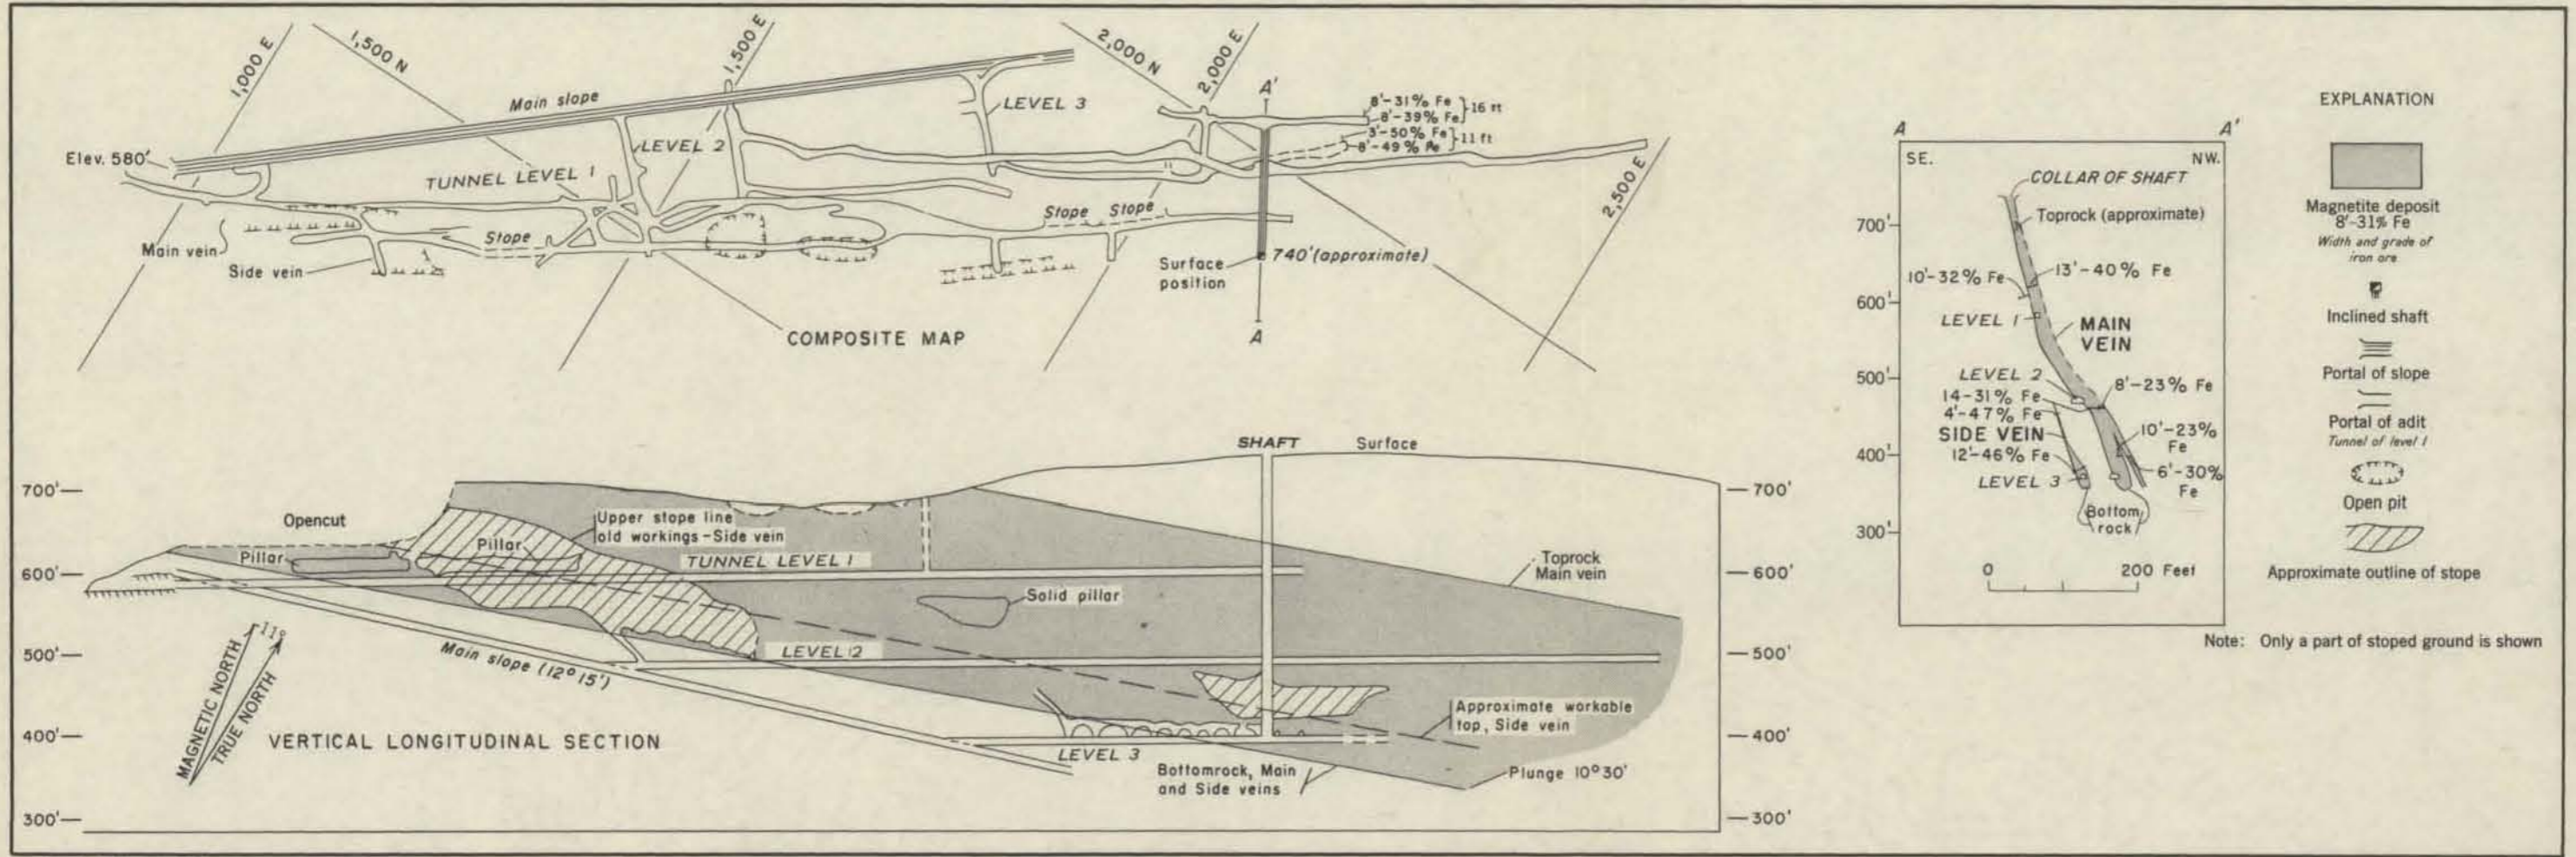 1,000 E
1,500 N
1,500 E
2,000 N
2,000 E
A'
Main slope
LEVEL 3
8'-31% Fe
8'-39% Fe
16 ft
3'-50% Fe
8'-49% Fe
11 ft
Elev. 580'
TUNNEL LEVEL 1
LEVEL 2
2,500 E
Main vein
Side vein
Stope
Stope
Stope
Surface
position
740'(approximate)
A
COMPOSITE MAP
SHAFT
Surface
700'
700'
Opencut
Upper stope line
old workings-Side vein
Pillar
Pillar
TUNNEL LEVEL 1
Toprock
Main vein
600'
600'
Solid pillar
11°
500'
LEVEL 2
500'
Main slope (12°15')
MAGNETIC NORTH
TRUE NORTH
Approximate workable
top, Side vein
400'
400'
VERTICAL LONGITUDINAL SECTION
LEVEL 3
Bottomrock, Main
and Side veins
Plunge 10°30'
300'
300'
A
A'
SE.
NW.
COLLAR OF SHAFT
Toprock (approximate)
700'
10'-32% Fe
13'-40% Fe
600'
LEVEL 1
MAIN
VEIN
500'
LEVEL 2
8'-23% Fe
14-31% Fe
4'-47% Fe
SIDE VEIN
10'-23%
Fe
400'
12'-46% Fe
6'-30%
Fe
LEVEL 3
Bottom
rock
300'
0
200 Feet
EXPLANATION
Magnetite deposit
8'-31% Fe
Width and grade of
iron ore
Inclined shaft
Portal of slope
Portal of adit
Tunnel of level 1
Open pit
Approximate outline of stope
Note: Only a part of stoped ground is shown